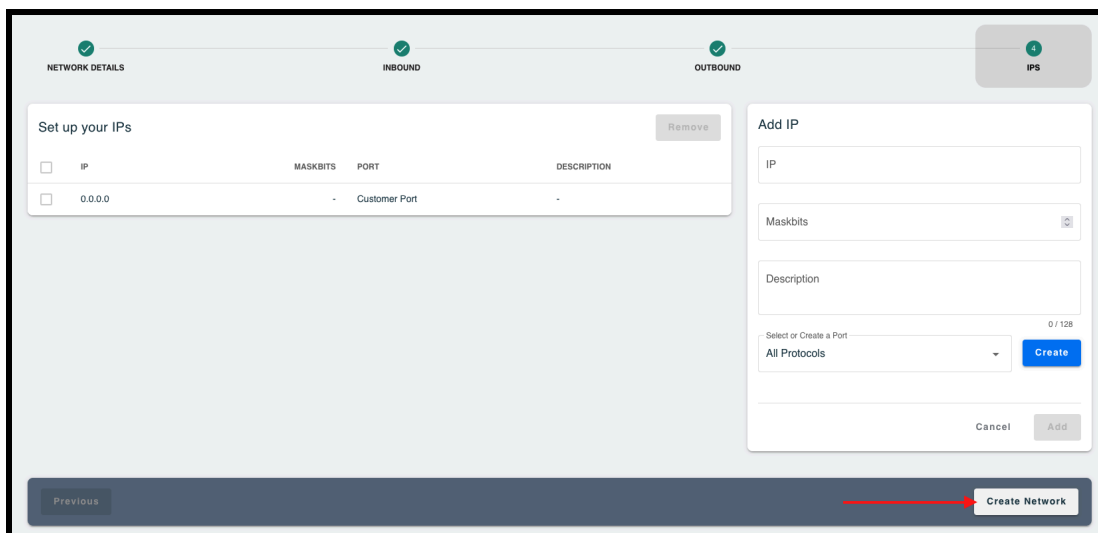 4
NETWORK DETAILS INBOUND OUTBOUND IPS
Set up your IPs Remove
IP MASKBITS PORT DESCRIPTION
0.0.0.0 - Customer Port -
Add IP
IP
Maskbits
Description
0 / 128
Select or Create a Port
All Protocols Create
Cancel Add
Previous Create Network